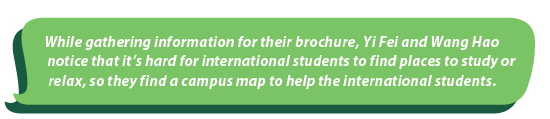 While gathering information for their brochure, Yi Fei and Wang Hao
notice that it's hard for international students to find places to study or
relax, so they find a campus map to help the international students.